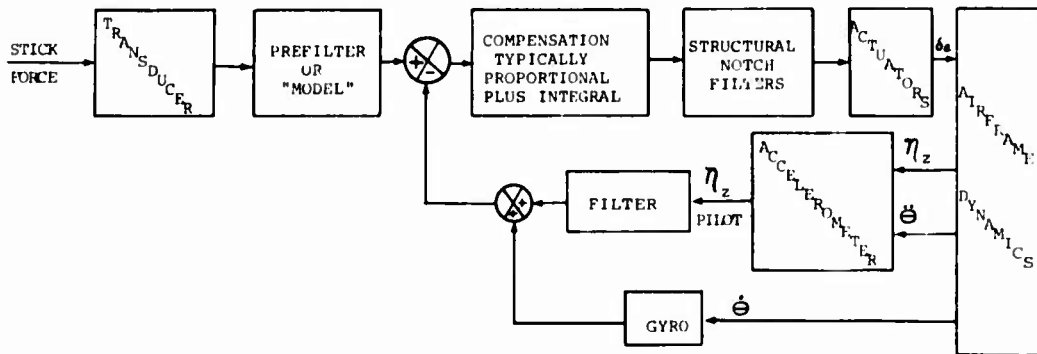 STICK
FORCE
TRANSDUCER
PREFILTER
OR
"MODEL"
+
-
COMPENSATION
TYPICALLY
PROPORTIONAL
PLUS INTEGRAL
STRUCTURAL
NOTCH
FILTERS
ACTUATORS
δe
AIRFLAME
DYNAMICS
ηz
θ̈
ACCELEROMETER
ηz
PILOT
FILTER
+ +
GYRO
θ̇